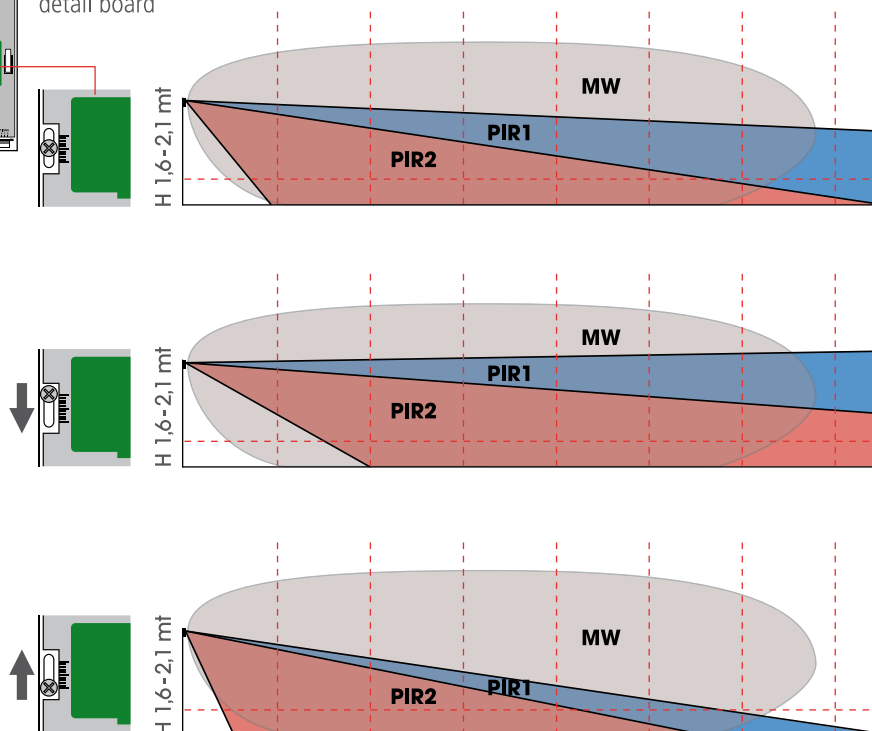 detail board
H 1,6-2,1 mt
MW
PIR1
PIR2
H 1,6-2,1 mt
MW
PIR1
PIR2
H 1,6-2,1 mt
MW
PIR1
PIR2